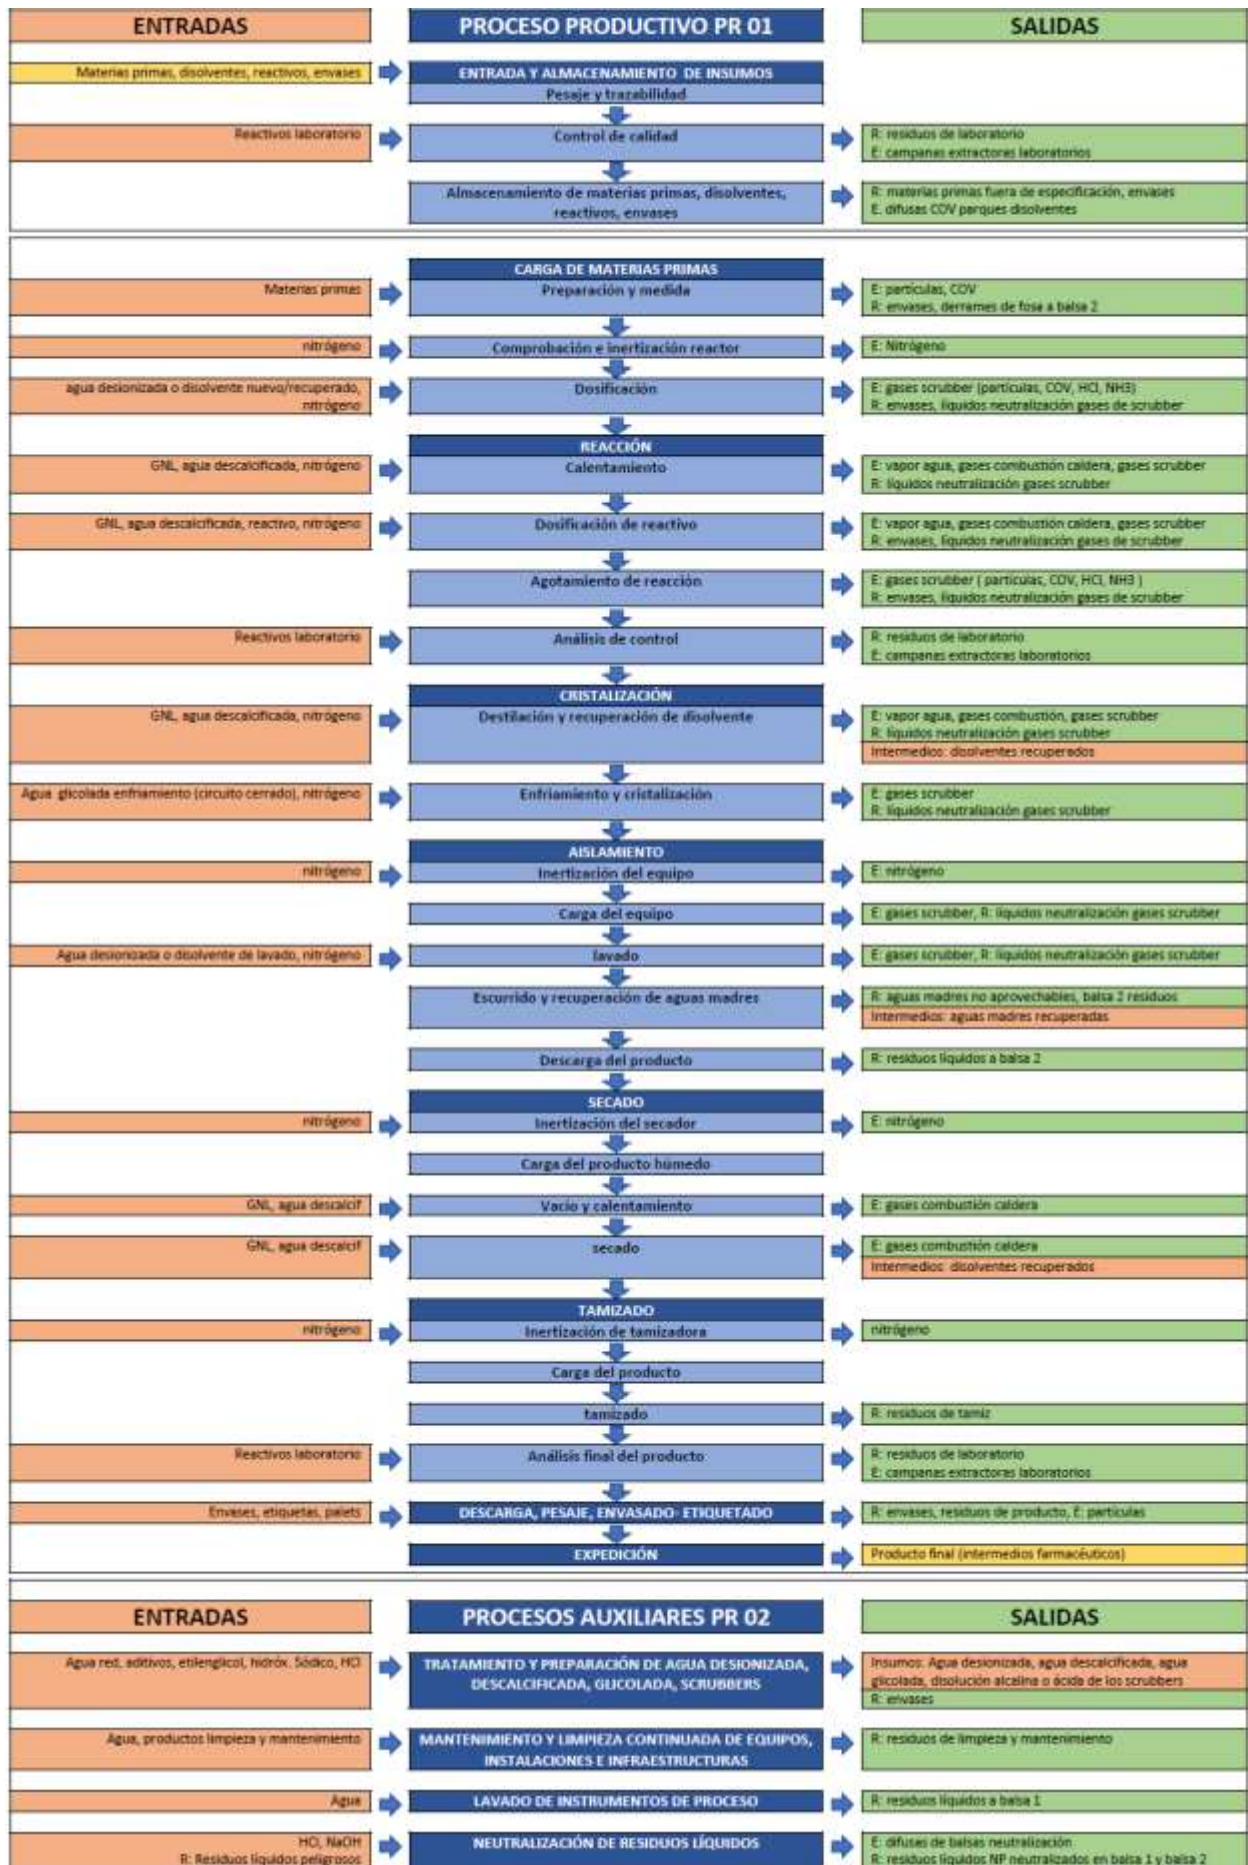 ENTRADAS
PROCESO PRODUCTIVO PR 01
SALIDAS
Materias primas, disolventes, reactivos, envases
ENTRADA Y ALMACENAMIENTO DE INSUMOS
Pesaje y trazabilidad
Reactivos laboratorio
Control de calidad
R: residuos de laboratorio
E: campanas extractoras laboratorios
Almacenamiento de materias primas, disolventes,
reactivos, envases
R: materias primas fuera de especificación, envases
E. difusas COV parques disolventes
CARGA DE MATERIAS PRIMAS
Materias primas
Preparación y medida
E: partículas, COV
R: envases, derrames de fosa a balsa 2
nitrógeno
Comprobación e inertización reactor
E: Nitrógeno
agua desionizada o disolvente nuevo/recuperado,
nitrógeno
Dosificación
E: gases scrubber (partículas, COV, HCl, NH3)
R: envases, líquidos neutralización gases de scrubber
REACCIÓN
GNL, agua descalcificada, nitrógeno
Calentamiento
E: vapor agua, gases combustión caldera, gases scrubber
R: líquidos neutralización gases scrubber
GNL, agua descalcificada, reactivo, nitrógeno
Dosificación de reactivo
E: vapor agua, gases combustión caldera, gases scrubber
R: envases, líquidos neutralización gases de scrubber
Agotamiento de reacción
E: gases scrubber ( partículas, COV, HCl, NH3 )
R: envases, líquidos neutralización gases de scrubber
Reactivos laboratorio
Análisis de control
R: residuos de laboratorio
E: campanas extractoras laboratorios
CRISTALIZACIÓN
GNL, agua descalcificada, nitrógeno
Destilación y recuperación de disolvente
E: vapor agua, gases combustión, gases scrubber
R: líquidos neutralización gases scrubber
Intermedios: disolventes recuperados
Agua glicolada enfriamiento (circuito cerrado), nitrógeno
Enfriamiento y cristalización
E: gases scrubber
R: líquidos neutralización gases scrubber
AISLAMIENTO
nitrógeno
Inertización del equipo
E: nitrógeno
Carga del equipo
E: gases scrubber, R: líquidos neutralización gases scrubber
Agua desionizada o disolvente de lavado, nitrógeno
lavado
E: gases scrubber, R: líquidos neutralización gases scrubber
Escurrido y recuperación de aguas madres
R: aguas madres no aprovechables, balsa 2 residuos
Intermedios: aguas madres recuperadas
Descarga del producto
R: residuos líquidos a balsa 2
SECADO
nitrógeno
Inertización del secador
E: nitrógeno
Carga del producto húmedo
GNL, agua descalcif
Vacío y calentamiento
E: gases combustión caldera
GNL, agua descalcif
secado
E: gases combustión caldera
Intermedios: disolventes recuperados
TAMIZADO
nitrógeno
Inertización de tamizadora
nitrógeno
Carga del producto
tamizado
R: residuos de tamiz
Reactivos laboratorio
Análisis final del producto
R: residuos de laboratorio
E: campanas extractoras laboratorios
Envases, etiquetas, palets
DESCARGA, PESAJE, ENVASADO- ETIQUETADO
R: envases, residuos de producto, E: partículas
EXPEDICIÓN
Producto final (intermedios farmacéuticos)
ENTRADAS
PROCESOS AUXILIARES PR 02
SALIDAS
Agua red, aditivos, etilenglicol, hidróx. Sódico, HCl
TRATAMIENTO Y PREPARACIÓN DE AGUA DESIONIZADA,
DESCALCIFICADA, GLICOLADA, SCRUBBERS
Insumos: Agua desionizada, agua descalcificada, agua
glicolada, disolución alcalina o ácida de los scrubbers
R: envases
Agua, productos limpieza y mantenimiento
MANTENIMIENTO Y LIMPIEZA CONTINUADA DE EQUIPOS,
INSTALACIONES E INFRAESTRUCTURAS
R: residuos de limpieza y mantenimiento
Agua
LAVADO DE INSTRUMENTOS DE PROCESO
R: residuos líquidos a balsa 1
HCl, NaOH
R: Residuos líquidos peligrosos
NEUTRALIZACIÓN DE RESIDUOS LÍQUIDOS
E: difusas de balsas neutralización
R: residuos líquidos NP neutralizados en balsa 1 y balsa 2